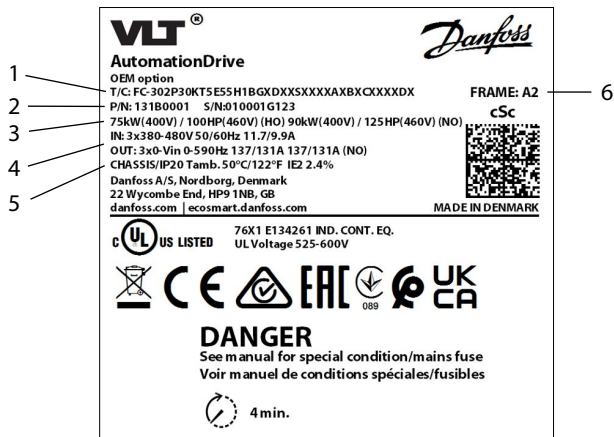 VLT ®
Danfoss
AutomationDrive
OEM option
1
T/C: FC-302P30KT5E55H1BGXDXXSXXXXAXBXCXXXXDX
FRAME: A2
6
2
P/N: 131B0001 S/N:010001G123
cSc
3
75kW(400V) / 100HP(460V) (HO) 90kW(400V) / 125HP(460V) (NO)
IN: 3x380-480V 50/60Hz 11.7/9.9A
4
OUT: 3x0-Vin 0-590Hz 137/131A 137/131A (NO)
5
CHASSIS/IP20 Tamb. 50°C/122°F IE2 2.4%
Danfoss A/S, Nordborg, Denmark
22 Wycombe End, HP9 1NB, GB
danfoss.com | ecosmart.danfoss.com
MADE IN DENMARK
C UL US LISTED
76X1 E134261 IND. CONT. EQ.
UL Voltage 525-600V
CE
EAC
089
UK
CA
DANGER
See manual for special condition/mains fuse
Voir manuel de conditions spéciales/fusibles
4 min.